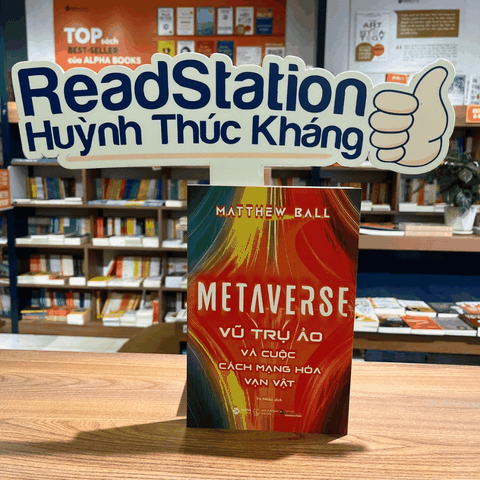 TOP sách
BEST-SELLER
của ALPHA BOOKS
ART
ReadStation
Huỳnh Thúc Kháng
MATTHEW BALL
METAVERSE
VŨ TRỤ ẢO
VÀ CUỘC
CÁCH MẠNG HÓA
VẠN VẬT